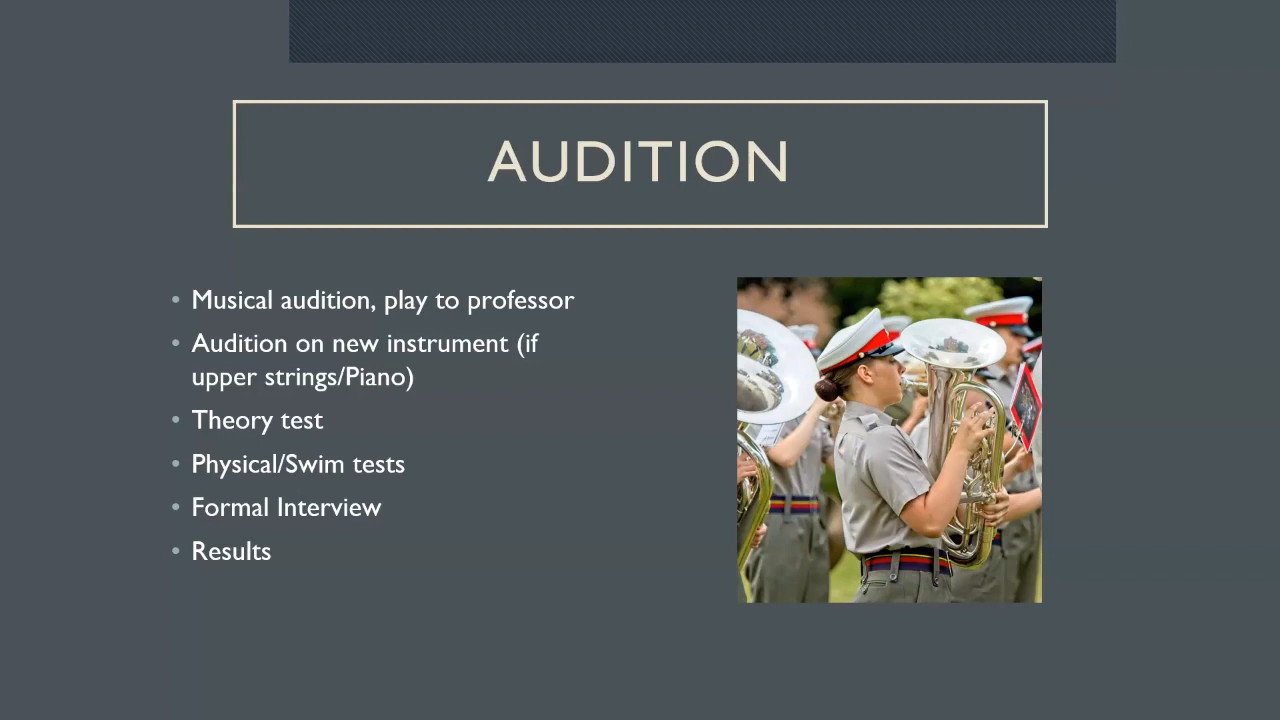 AUDITION
• Musical audition, play to professor
• Audition on new instrument (if
upper strings/Piano)
• Theory test
• Physical/Swim tests
• Formal Interview
• Results